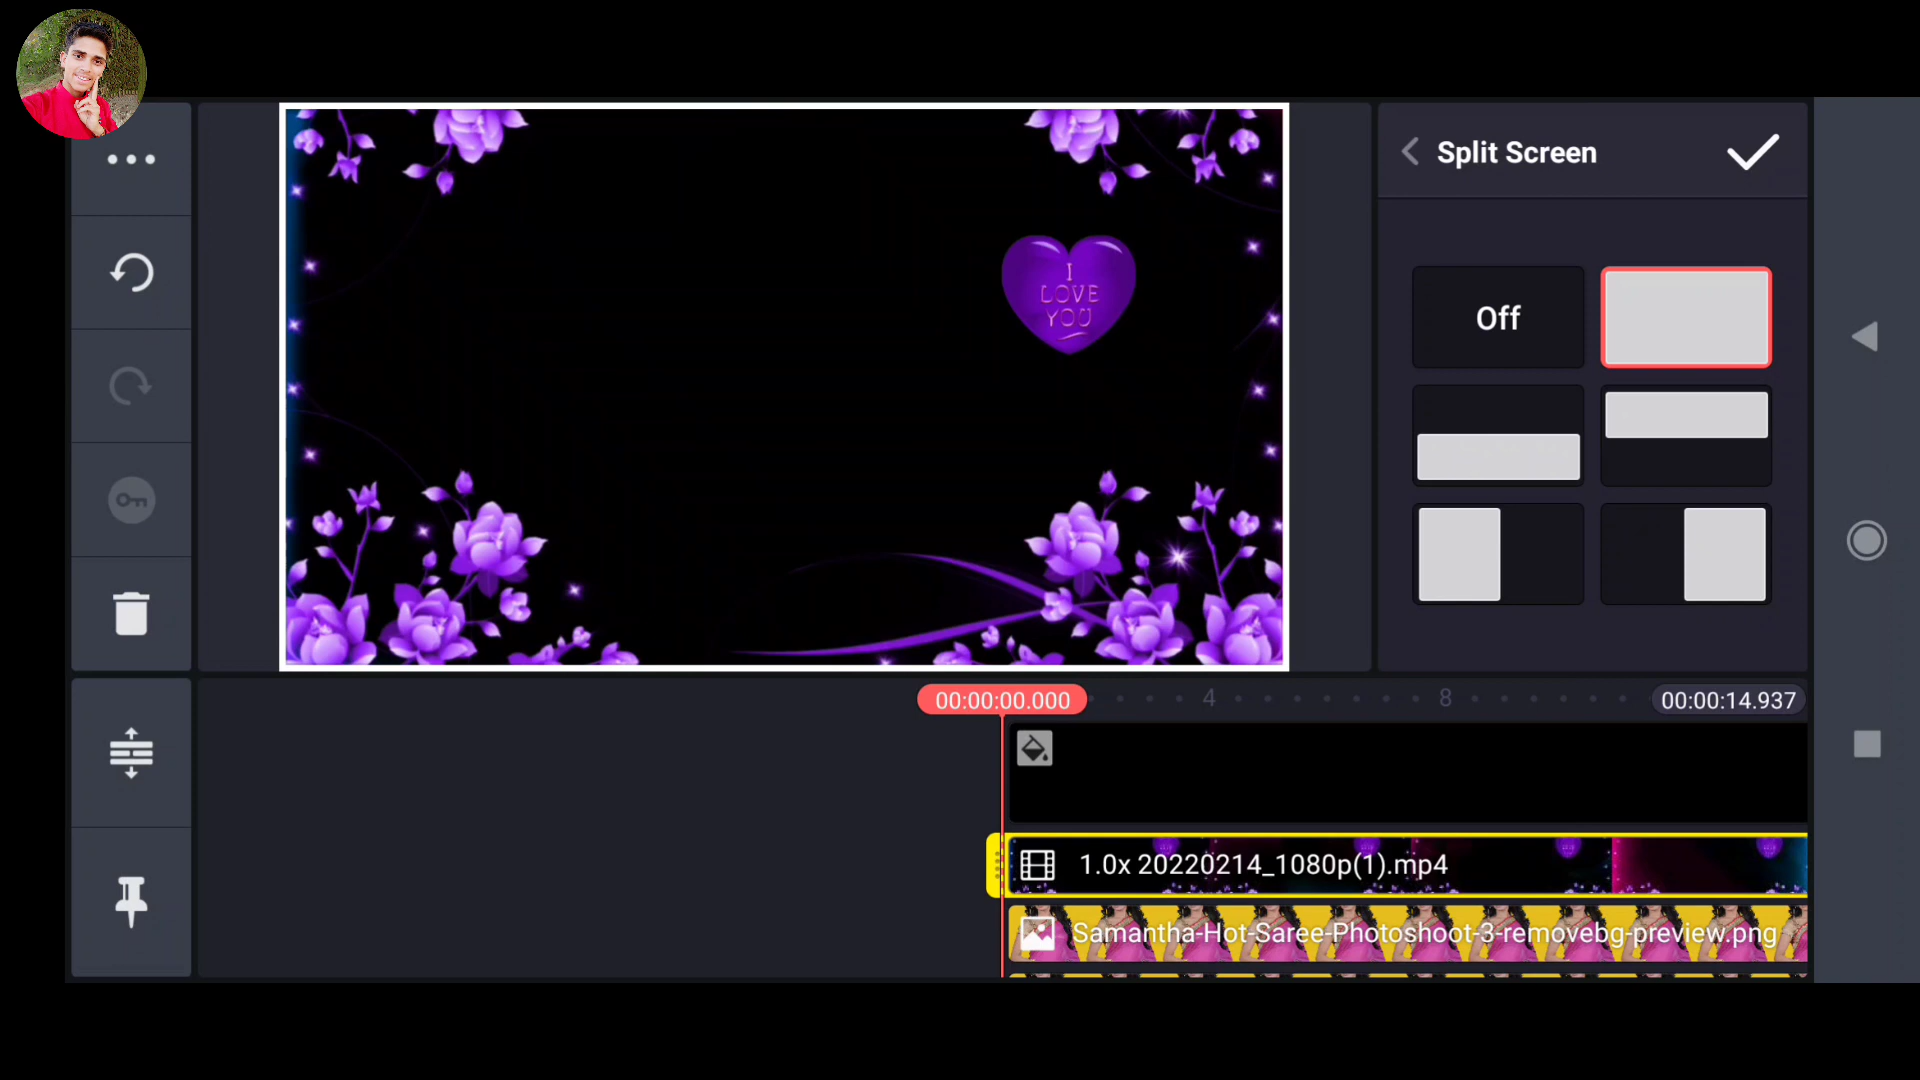 Split Screen
I
LOVE
YOU
Off
00:00:00.000
4
8
00:00:14.937
1.0x 20220214_1080p(1).mp4
Samantha-Hot-Saree-Photoshoot-3-removebg-preview.png